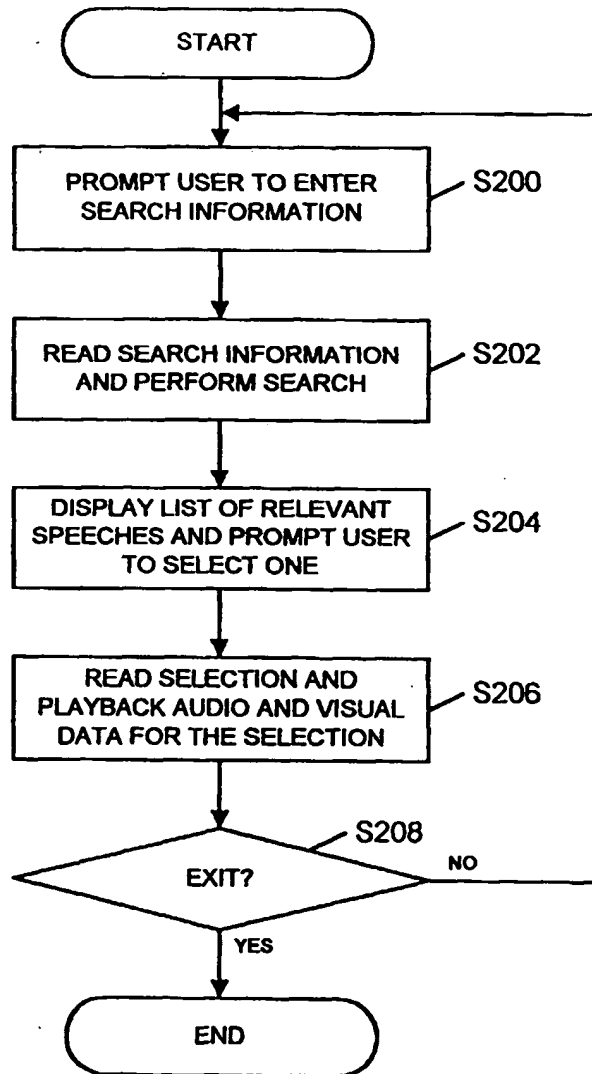 START
PROMPT USER TO ENTER
SEARCH INFORMATION
S200
READ SEARCH INFORMATION
AND PERFORM SEARCH
S202
DISPLAY LIST OF RELEVANT
SPEECHES AND PROMPT USER
TO SELECT ONE
S204
READ SELECTION AND
PLAYBACK AUDIO AND VISUAL
DATA FOR THE SELECTION
S206
S208
EXIT?
NO
YES
END